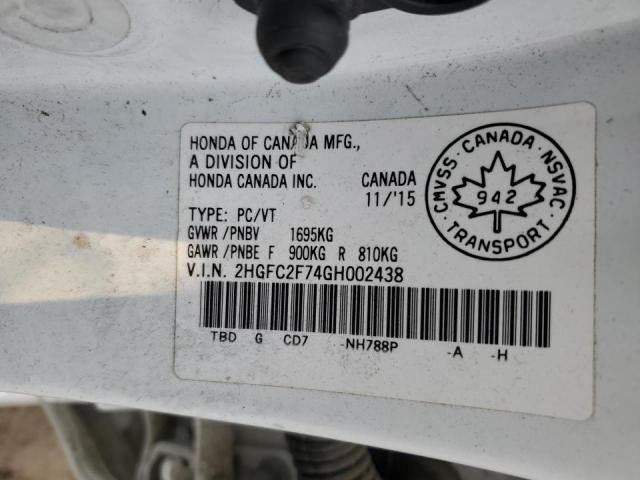 HONDA OF CANADA MFG.,
A DIVISION OF
HONDA CANADA INC. CANADA
11/'15
TYPE: PC/VT
GVWR/PNBV 1695KG
GAWR/PNBE F 900KG R 810KG
V.I.N. 2HGFC2F74GH002438
TBD G CD7 -NH788P -A -H
CMVSS·CANADA·NSVAC
942
TRANSPORT